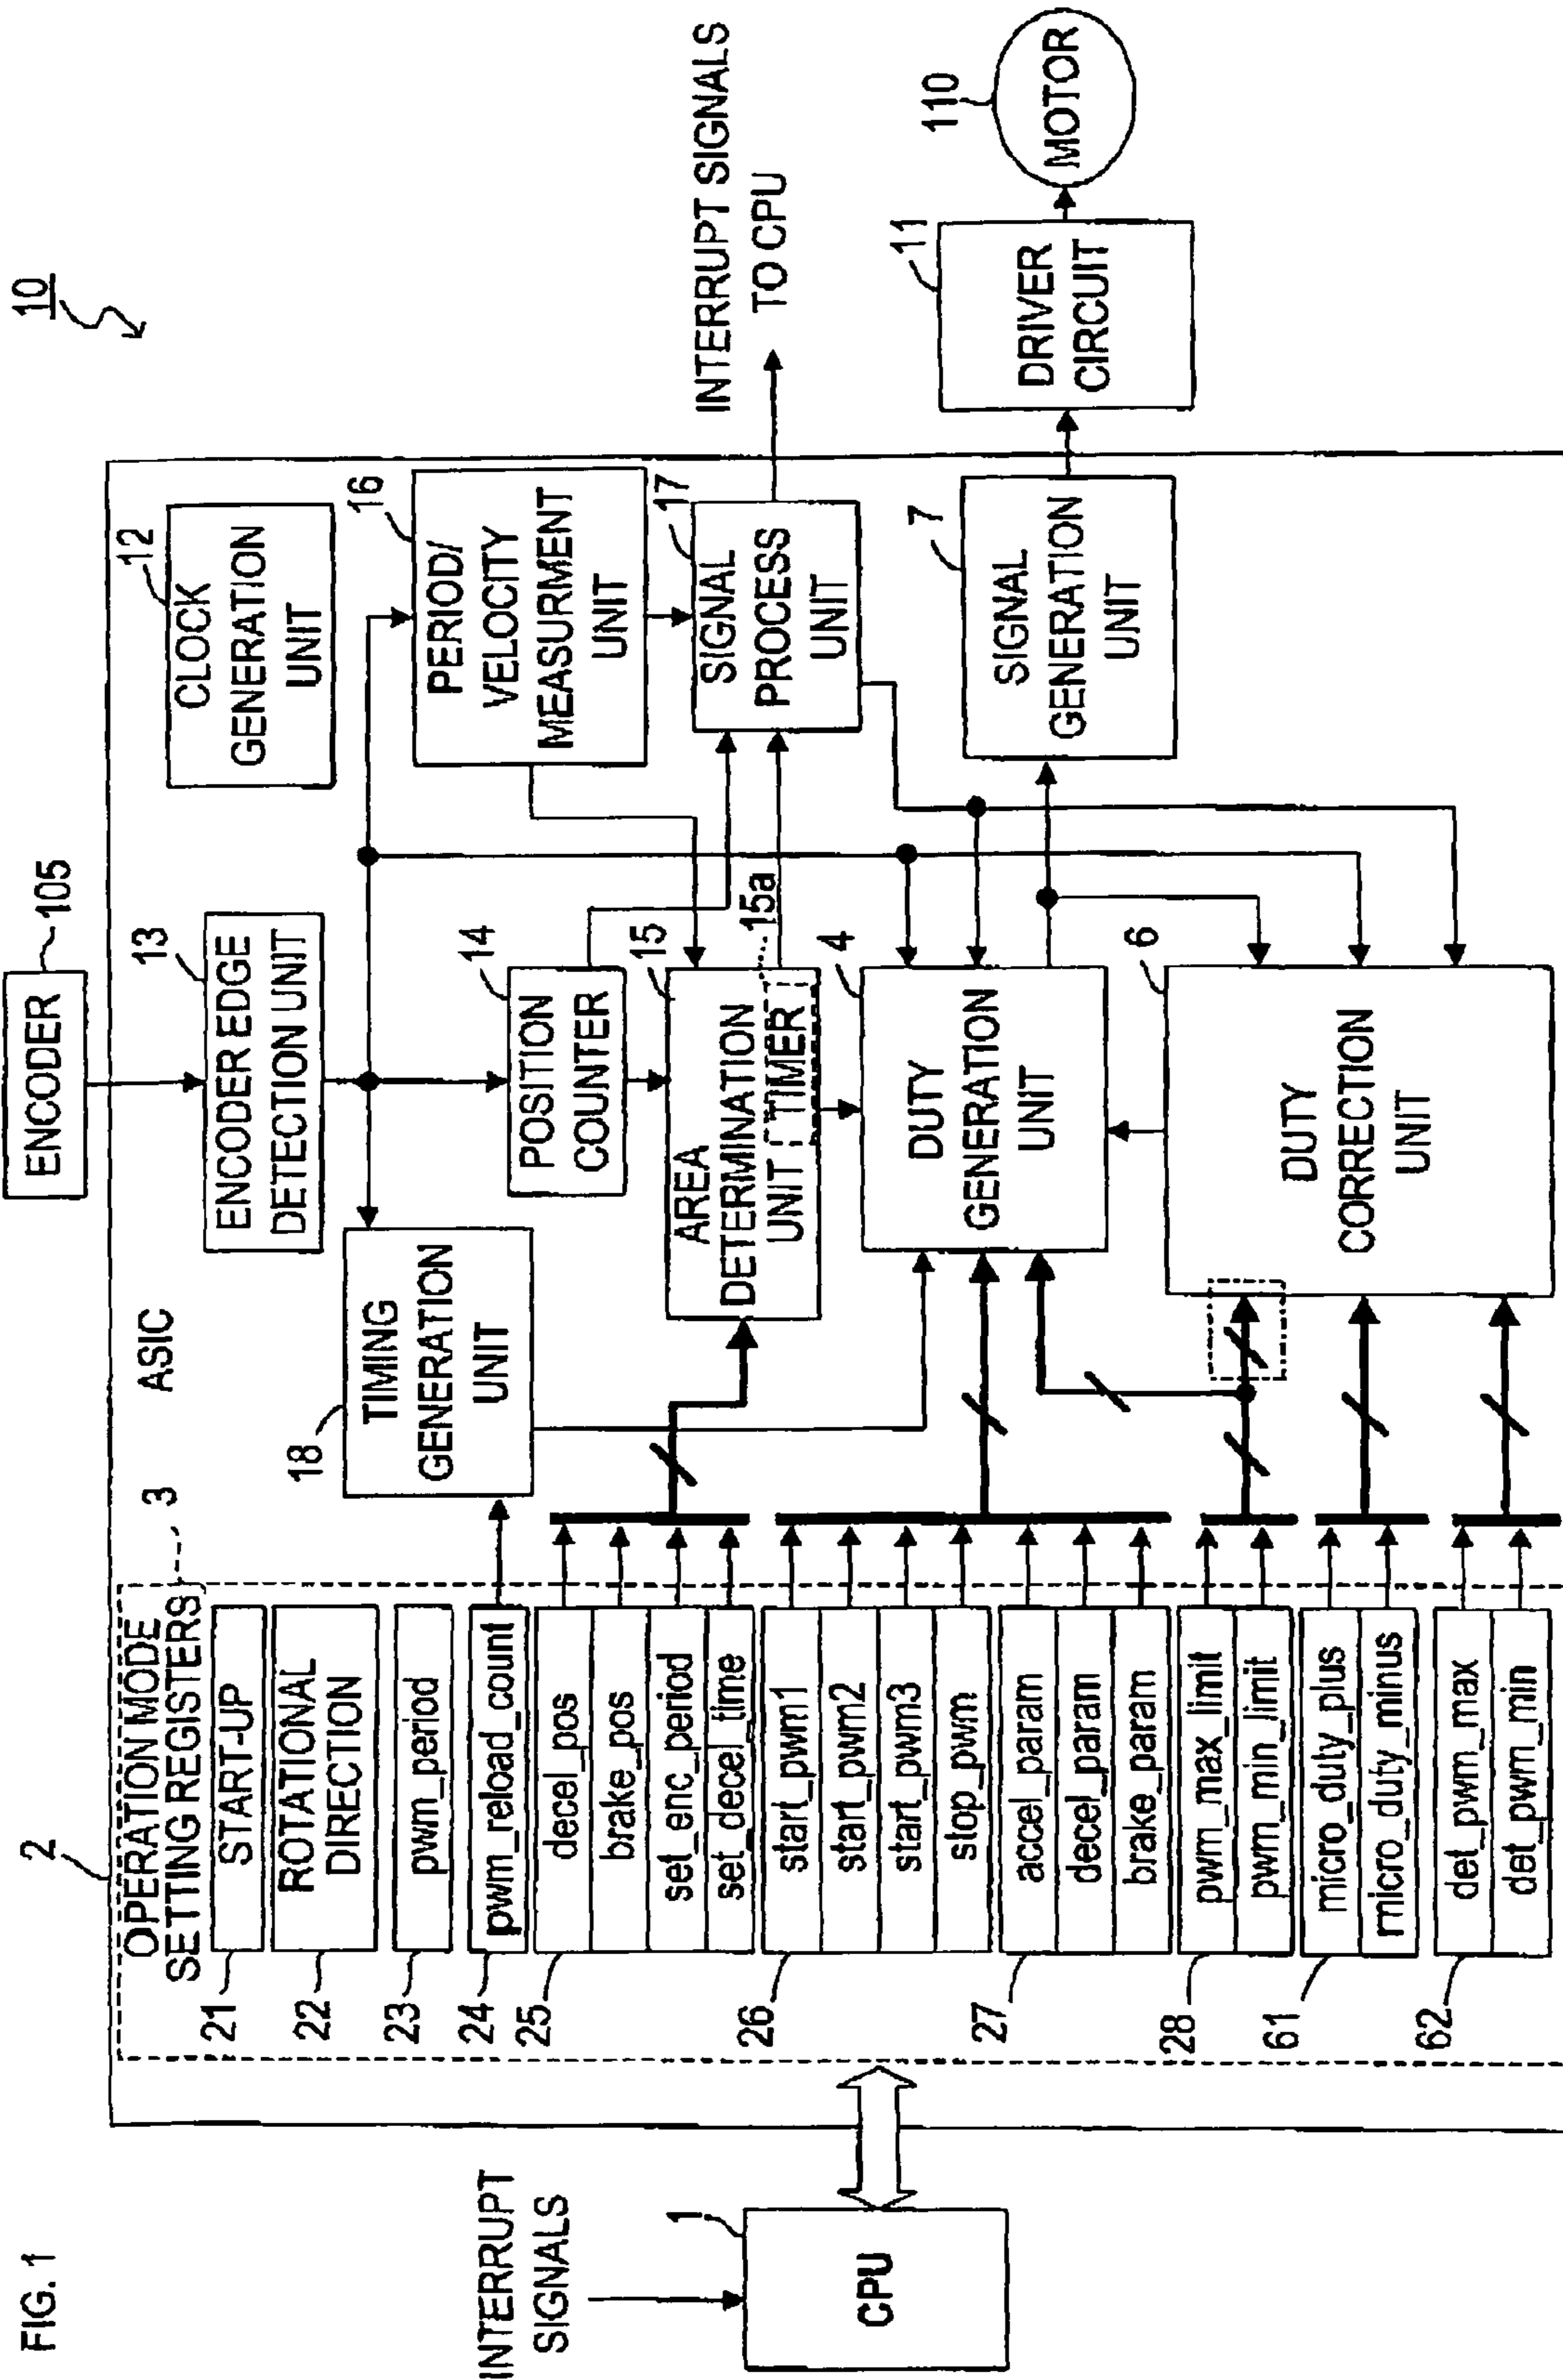 FIG. 1
10
INTERRUPT
SIGNALS
1
CPU
2
ASIC
OPERATION MODE
SETTING REGISTERS
3
21
START-UP
22
ROTATIONAL
DIRECTION
23
pwm_period
24
pwm_reload_count
25
decel_pos
brake_pos
set_enc_period
set_decel_time
26
start_pwm1
start_pwm2
start_pwm3
stop_pwm
27
accel_param
decel_param
brake_param
28
pwm_max_limit
pwm_min_limit
61
micro_duty_plus
micro_duty_minus
62
det_pwm_max
det_pwm_min
ENCODER
105
13
ENCODER EDGE
DETECTION UNIT
18
TIMING
GENERATION
UNIT
14
POSITION
COUNTER
15
AREA
DETERMINATION
UNIT
TIMER
15a
4
DUTY
GENERATION
UNIT
6
DUTY
CORRECTION
UNIT
12
CLOCK
GENERATION
UNIT
16
PERIOD/
VELOCITY
MEASURMENT
UNIT
17
SIGNAL
PROCESS
UNIT
7
SIGNAL
GENERATION
UNIT
INTERRUPT SIGNALS
TO CPU
11
DRIVER
CIRCUIT
110
MOTOR